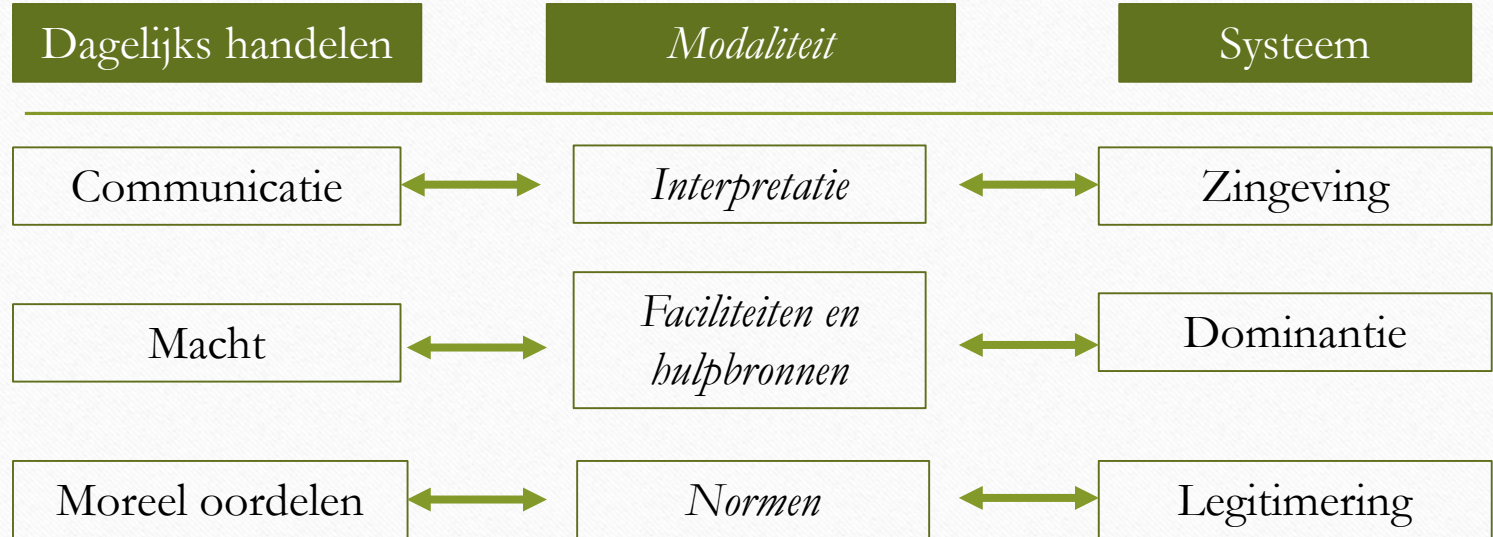 Dagelijks handelen
Modaliteit
Systeem
Communicatie
Interpretatie
Zingeving
Macht
Faciliteiten en
hulpbronnen
Dominantie
Moreel oordelen
Normen
Legitimering